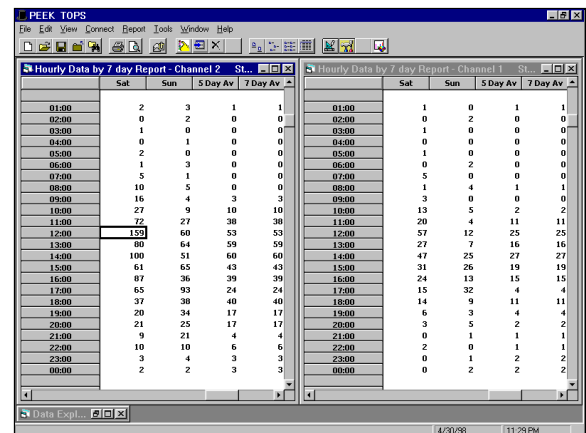 PEEK TOPS
File Edit View Connect Report Tools Window Help
Hourly Data by 7 day Report - Channel 2 St...
Sat Sun 5 Day Av 7 Day Av
01:00 2 3 1 1
02:00 0 2 0 0
03:00 1 0 0 0
04:00 0 1 0 0
05:00 2 0 0 0
06:00 1 3 0 0
07:00 5 1 0 0
08:00 10 5 0 0
09:00 16 4 3 3
10:00 27 9 10 10
11:00 72 27 38 38
12:00 159 60 53 53
13:00 80 64 59 59
14:00 100 51 60 60
15:00 61 65 43 43
16:00 87 36 39 39
17:00 65 93 24 24
18:00 37 38 40 40
19:00 20 34 17 17
20:00 21 25 17 17
21:00 9 21 4 4
22:00 10 10 6 6
23:00 3 4 3 3
00:00 2 2 3 3
Hourly Data by 7 day Report - Channel 1 St...
Sat Sun 5 Day Av 7 Day Av
01:00 1 0 1 1
02:00 0 2 0 0
03:00 1 0 0 0
04:00 0 0 0 0
05:00 1 0 0 0
06:00 0 2 0 0
07:00 5 0 0 0
08:00 1 4 1 1
09:00 3 0 0 0
10:00 13 5 2 2
11:00 20 4 11 11
12:00 57 12 25 25
13:00 27 7 16 16
14:00 47 25 27 27
15:00 31 26 19 19
16:00 24 13 15 15
17:00 15 32 4 4
18:00 14 9 11 11
19:00 6 3 4 4
20:00 3 5 2 2
21:00 0 1 1 1
22:00 2 0 1 1
23:00 0 1 2 2
00:00 0 2 2 2
Data Expl...
4/30/98 11:29 PM